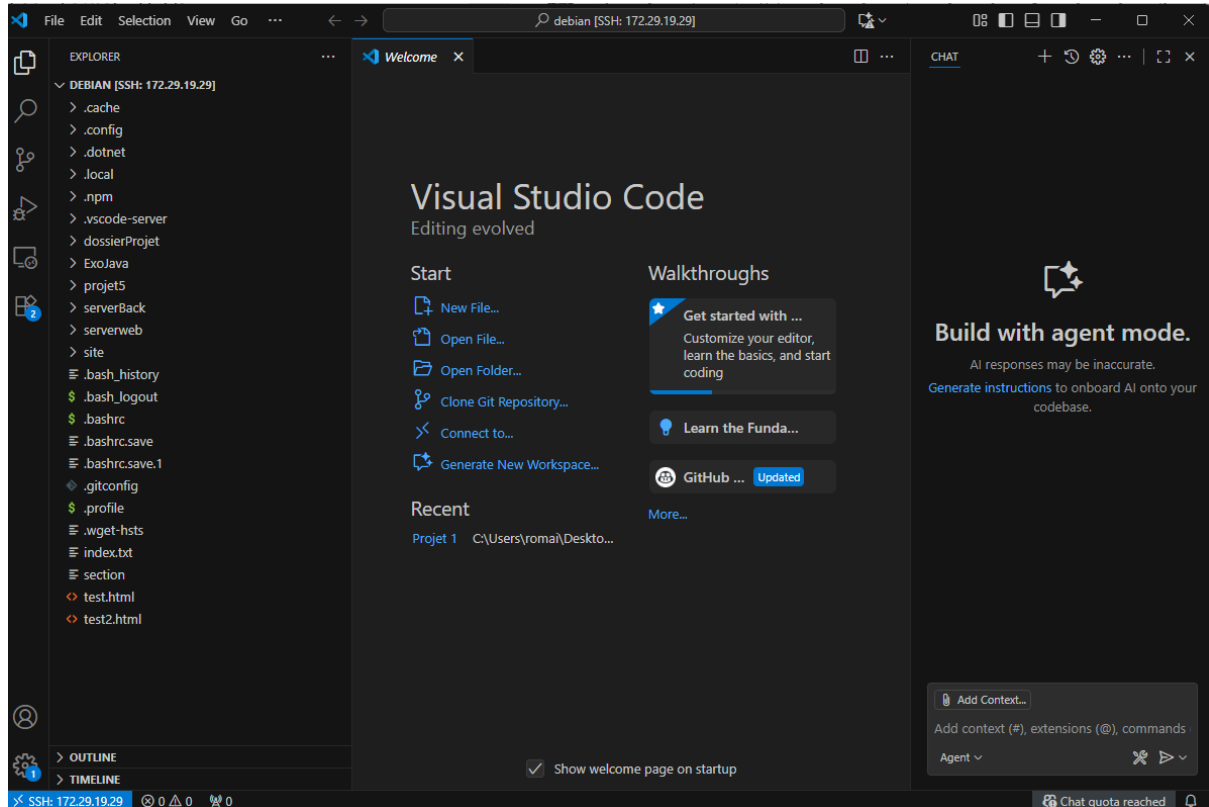 File Edit Selection View Go ···
debian [SSH: 172.29.19.29]
EXPLORER
DEBIAN [SSH: 172.29.19.29]
.cache
.config
.dotnet
.local
.npm
.vscode-server
dossierProjet
ExoJava
projet5
serverBack
serverweb
site
.bash_history
$ .bash_logout
$ .bashrc
.bashrc.save
.bashrc.save.1
.gitconfig
$ .profile
.wget-hsts
index.txt
section
<> test.html
<> test2.html
OUTLINE
TIMELINE
2
1
Welcome
Visual Studio Code
Editing evolved
Start
New File...
Open File...
Open Folder...
Clone Git Repository...
Connect to...
Generate New Workspace...
Recent
Projet 1 C:\Users\romai\Deskto...
Walkthroughs
Get started with ...
Customize your editor,
learn the basics, and start
coding
Learn the Funda...
GitHub ... Updated
More...
Show welcome page on startup
CHAT
Build with agent mode.
AI responses may be inaccurate.
Generate instructions to onboard AI onto your
codebase.
Add Context...
Add context (#), extensions (@), commands
Agent
SSH: 172.29.19.29 0 0 0
Chat quota reached